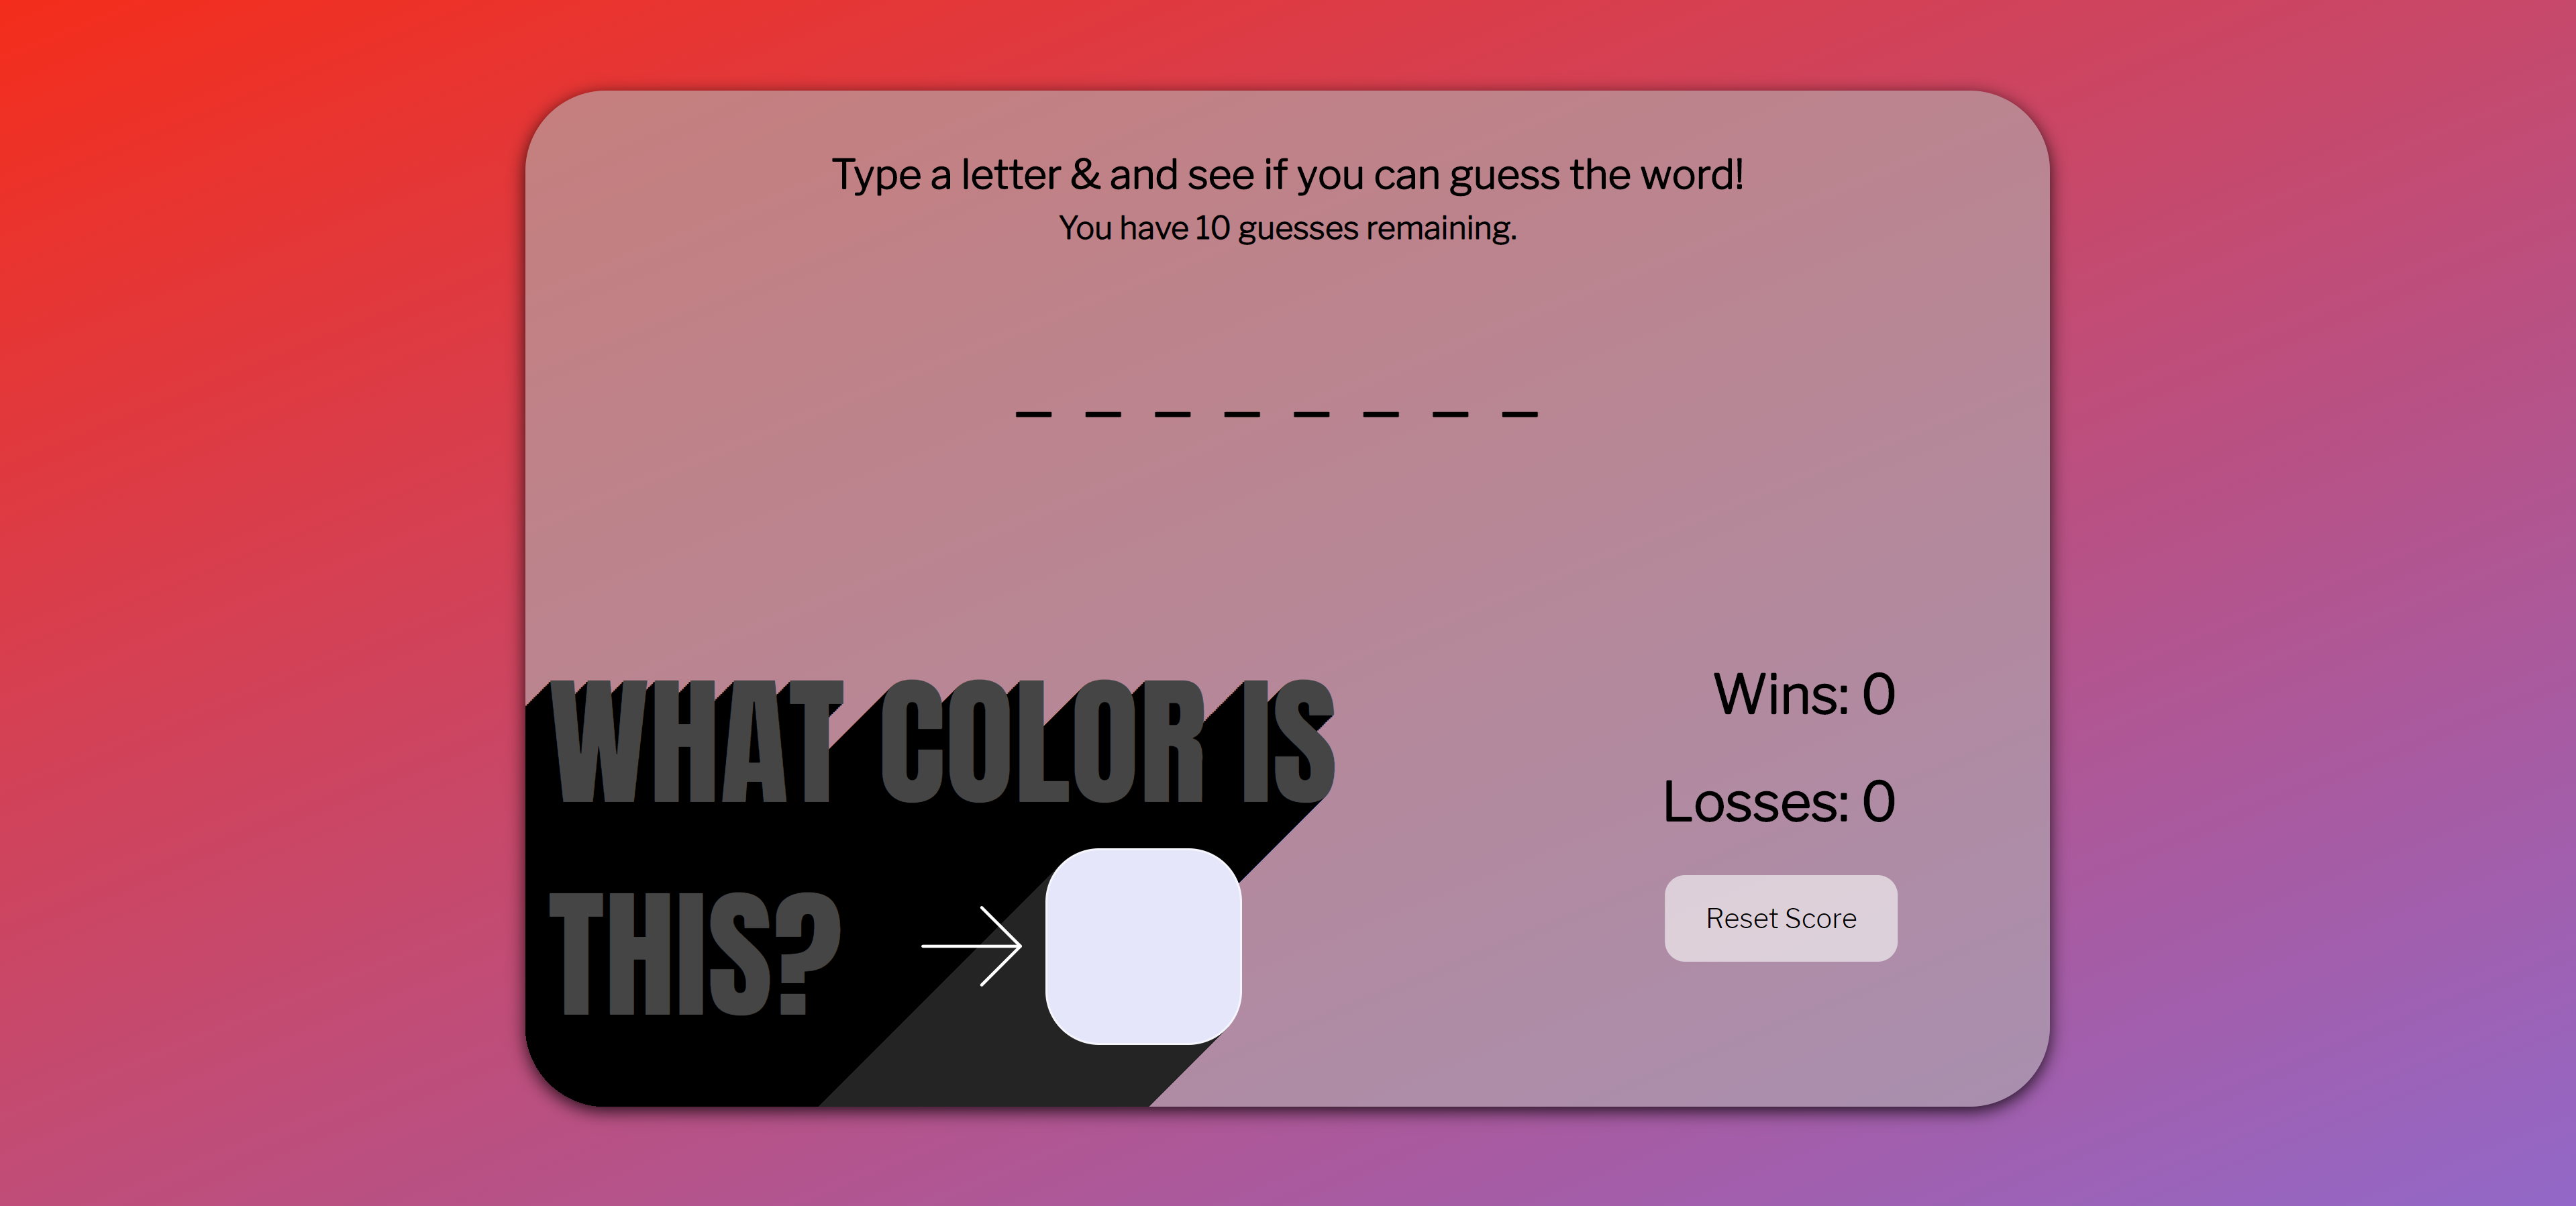 Type a letter & and see if you can guess the word!
You have 10 guesses remaining.
_ _ _ _ _ _ _ _
WHAT COLOR IS
THIS?
Wins: 0
Losses: 0
Reset Score